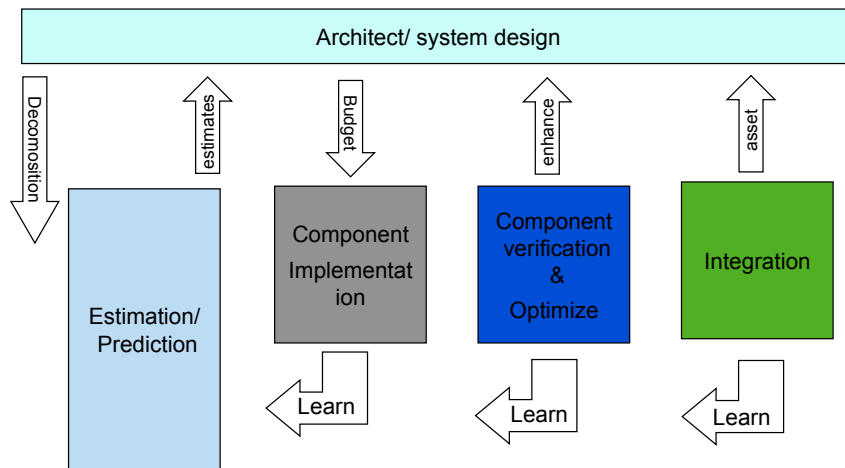 Architect/ system design
Decomosition
estimates
Budget
enhance
asset
Estimation/
Prediction
Component
Implementat
ion
Component
verification
&
Optimize
Integration
Learn
Learn
Learn